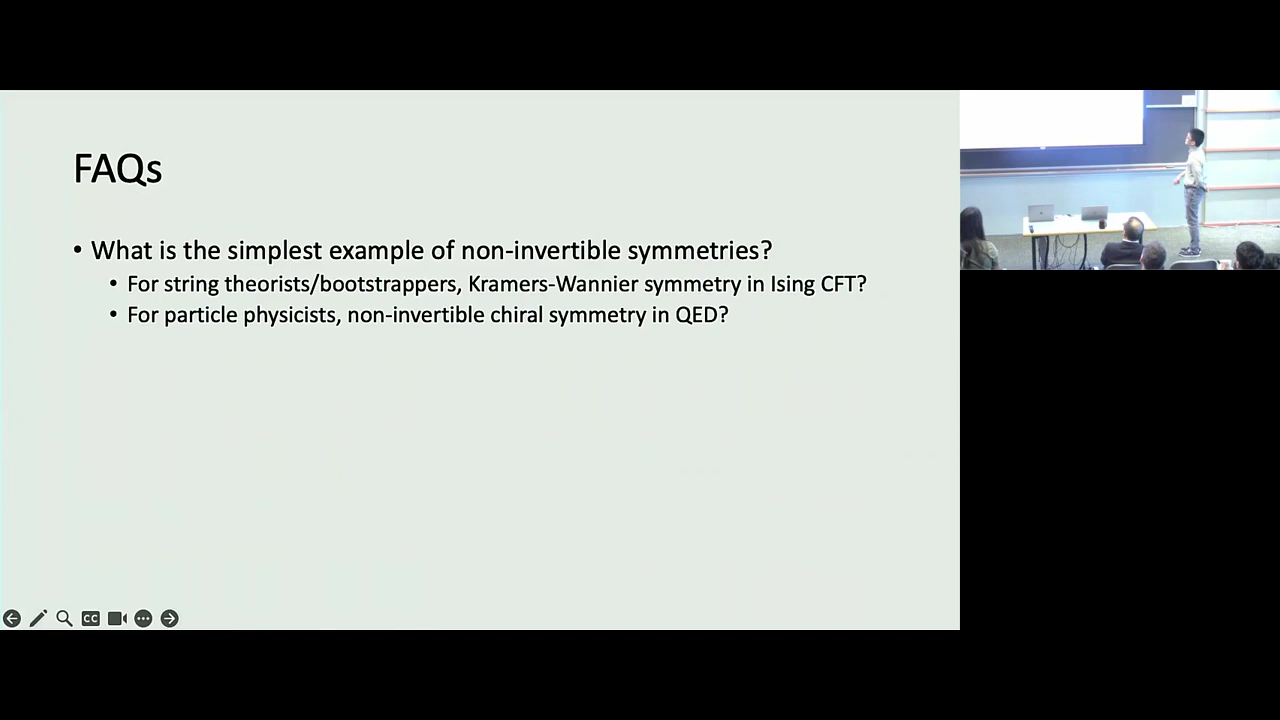 FAQs
• What is the simplest example of non-invertible symmetries?
• For string theorists/bootstrappers, Kramers-Wannier symmetry in Ising CFT?
• For particle physicists, non-invertible chiral symmetry in QED?
CC